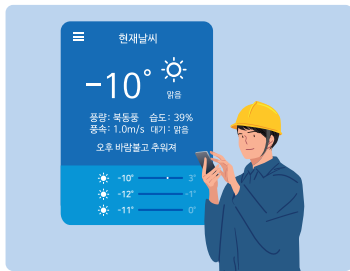 현재날씨
-10°
맑음
풍량: 북동풍 습도: 39%
풍속: 1.0m/s 대기: 맑음
오후 바람불고 추워져
-10° 3°
-12° -1°
-11° 0°